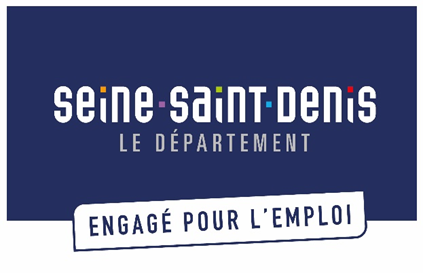 seine·saint·denis
LE DÉPARTEMENT
ENGAGÉ POUR L'EMPLOI